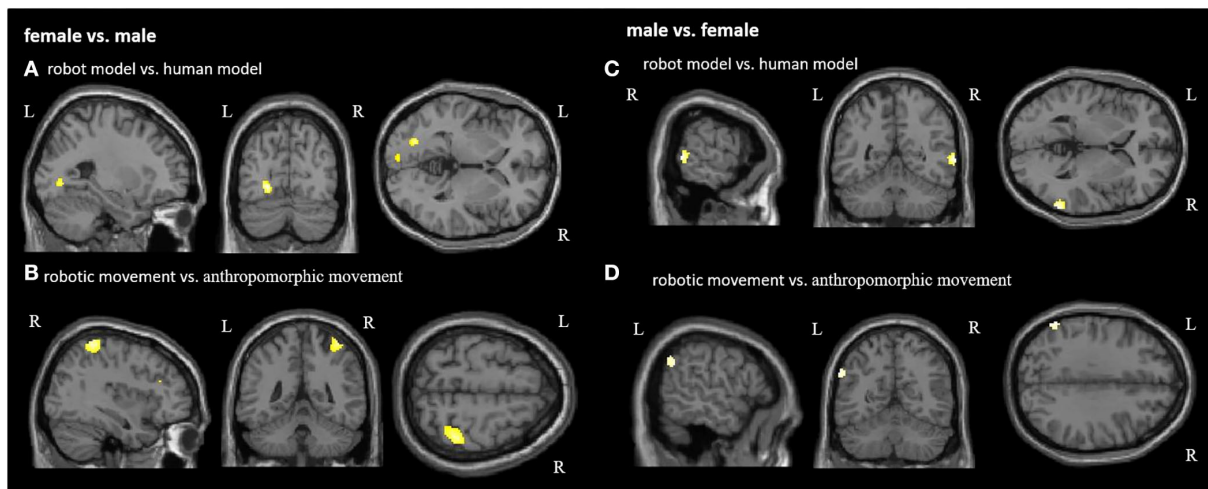 female vs. male
A robot model vs. human model
L
R
L
R
B robotic movement vs. anthropomorphic movement
R
L
R
L
R
male vs. female
C robot model vs. human model
R
L
R
L
R
D robotic movement vs. anthropomorphic movement
L
L
R
L
R